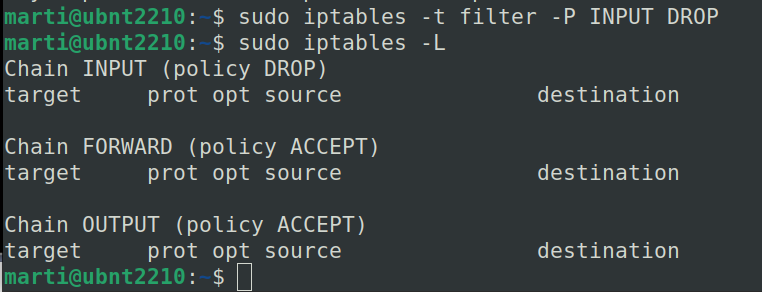 marti@ubnt2210:~$ sudo iptables -t filter -P INPUT DROP
marti@ubnt2210:~$ sudo iptables -L
Chain INPUT (policy DROP)
target     prot opt source               destination

Chain FORWARD (policy ACCEPT)
target     prot opt source               destination

Chain OUTPUT (policy ACCEPT)
target     prot opt source               destination
marti@ubnt2210:~$